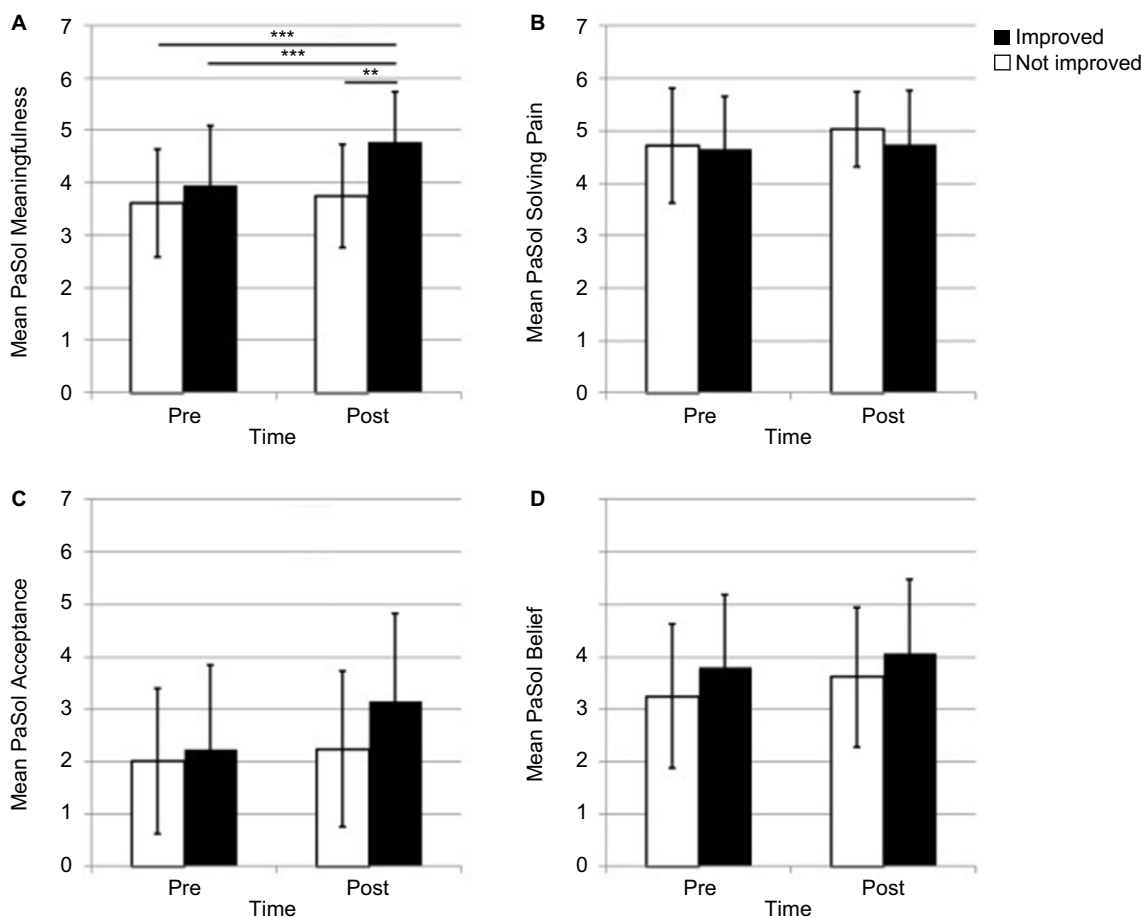 A
Mean PaSol Meaningfulness
7
6
5
4
3
2
1
0
***
***
**
Pre
Post
Time
B
Mean PaSol Solving Pain
7
6
5
4
3
2
1
0
Pre
Post
Time
Improved
Not improved
C
Mean PaSol Acceptance
7
6
5
4
3
2
1
0
Pre
Post
Time
D
Mean PaSol Belief
4
3
2
1
0
Pre
Post
Time